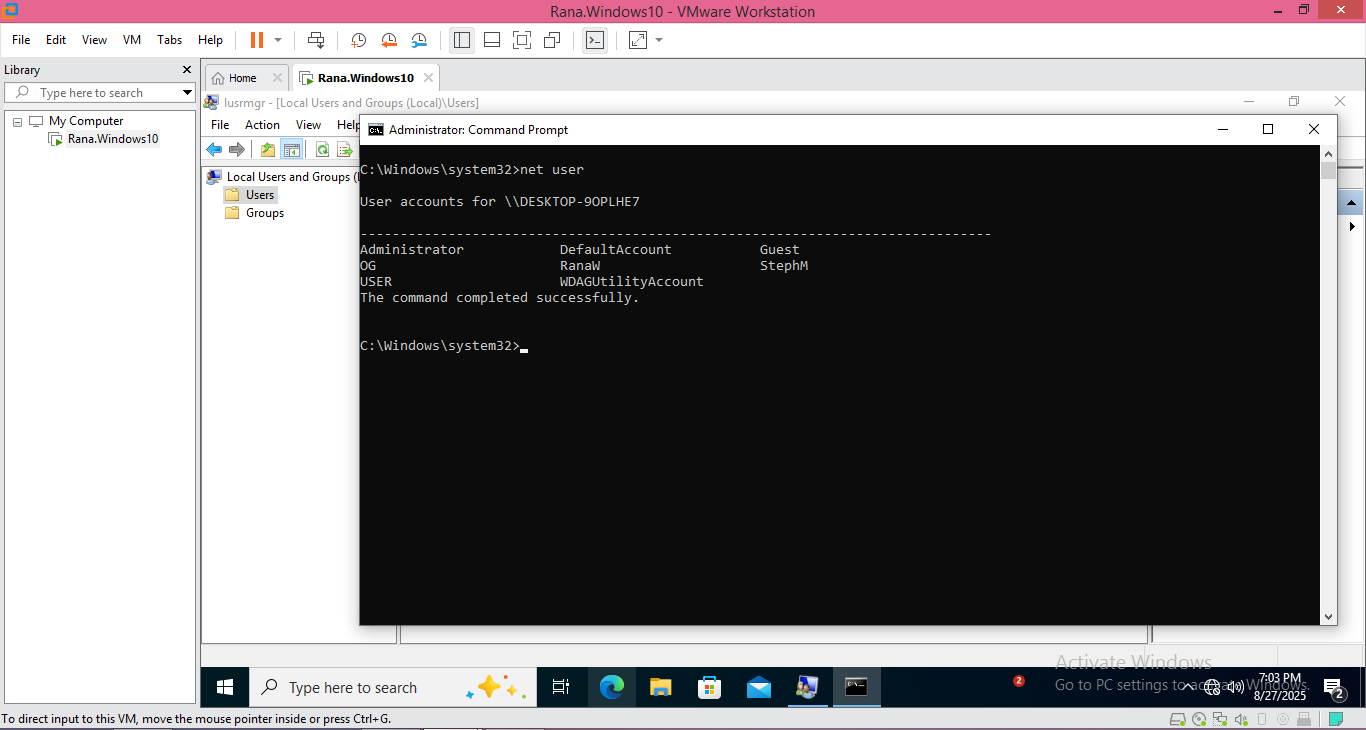 Rana.Windows10 - VMware Workstation
File Edit View VM Tabs Help
Library
Type here to search
My Computer
Rana.Windows10
Home
Rana.Windows10
lusrmgr - [Local Users and Groups (Local)\Users]
File Action View Help
Local Users and Groups (
Users
Groups
Administrator: Command Prompt
C:\Windows\system32>net user
User accounts for \\DESKTOP-9OPLHE7
-------------------------------------------------------------------------------
Administrator DefaultAccount Guest
OG RanaW StephM
USER WDAGUtilityAccount
The command completed successfully.
C:\Windows\system32>
Activate Windows
Go to PC settings to activate Windows.
Type here to search
2
7:03 PM
8/27/2025
2
To direct input to this VM, move the mouse pointer inside or press Ctrl+G.